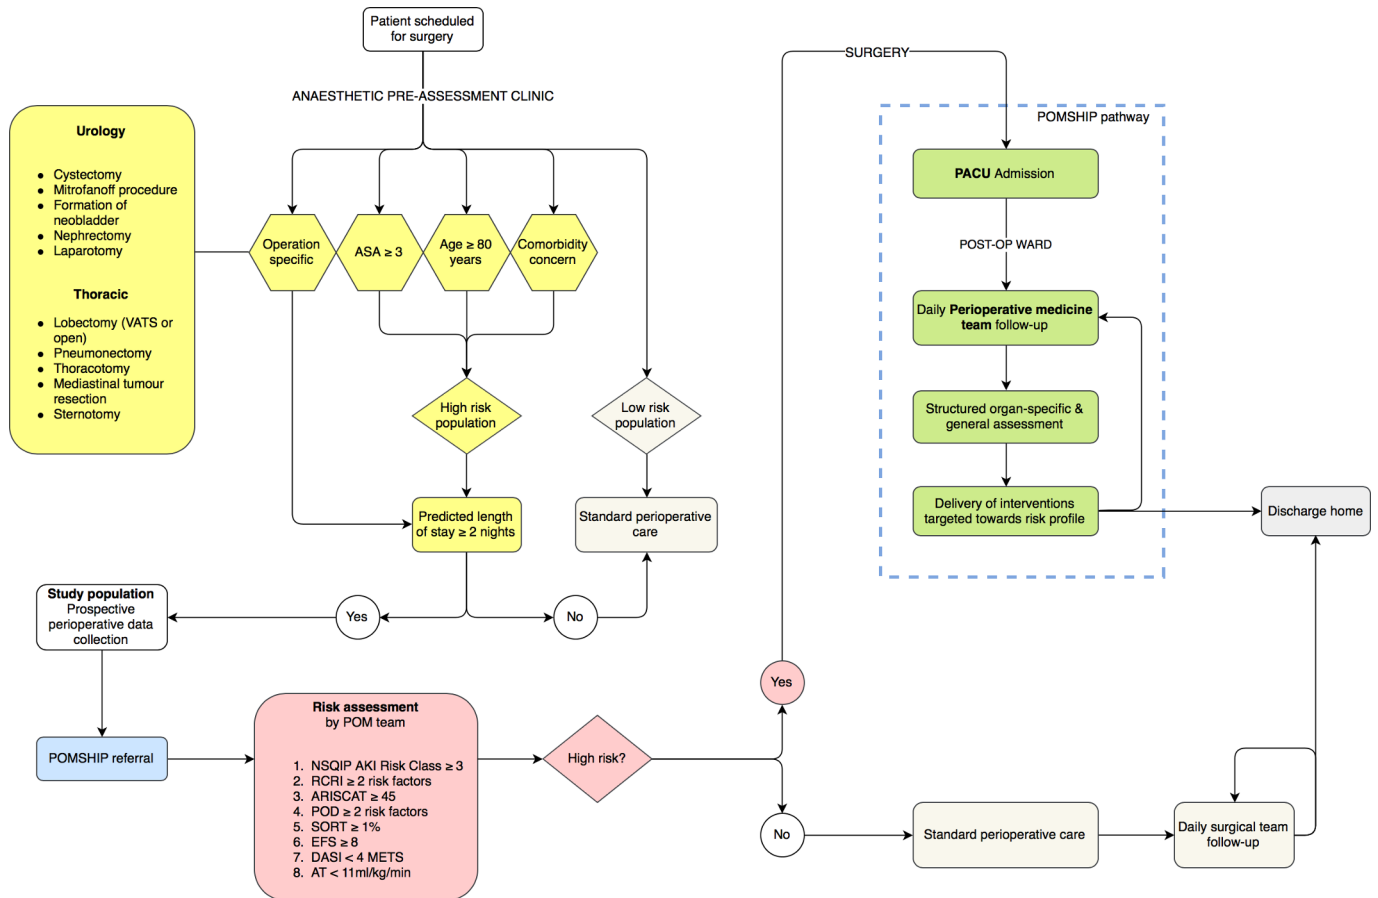 Patient scheduled
for surgery
ANAESTHETIC PRE-ASSESSMENT CLINIC
Urology
● Cystectomy
● Mitrofanoff procedure
● Formation of
neobladder
● Nephrectomy
● Laparotomy
Thoracic
● Lobectomy (VATS or
open)
● Pneumonectomy
● Thoracotomy
● Mediastinal tumour
resection
● Sternotomy
Operation
specific
ASA ≥ 3
Age ≥ 80
years
Comorbidity
concern
High risk
population
Low risk
population
Predicted length
of stay ≥ 2 nights
Standard perioperative
care
Yes
No
Study population
Prospective
perioperative data
collection
POMSHIP referral
Risk assessment
by POM team
1. NSQIP AKI Risk Class ≥ 3
2. RCRI ≥ 2 risk factors
3. ARISCAT ≥ 45
4. POD ≥ 2 risk factors
5. SORT ≥ 1%
6. EFS ≥ 8
7. DASI < 4 METS
8. AT < 11ml/kg/min
High risk?
Yes
No
SURGERY
POMSHIP pathway
PACU Admission
POST-OP WARD
Daily Perioperative medicine
team follow-up
Structured organ-specific &
general assessment
Delivery of interventions
targeted towards risk profile
Discharge home
Standard perioperative care
Daily surgical team
follow-up